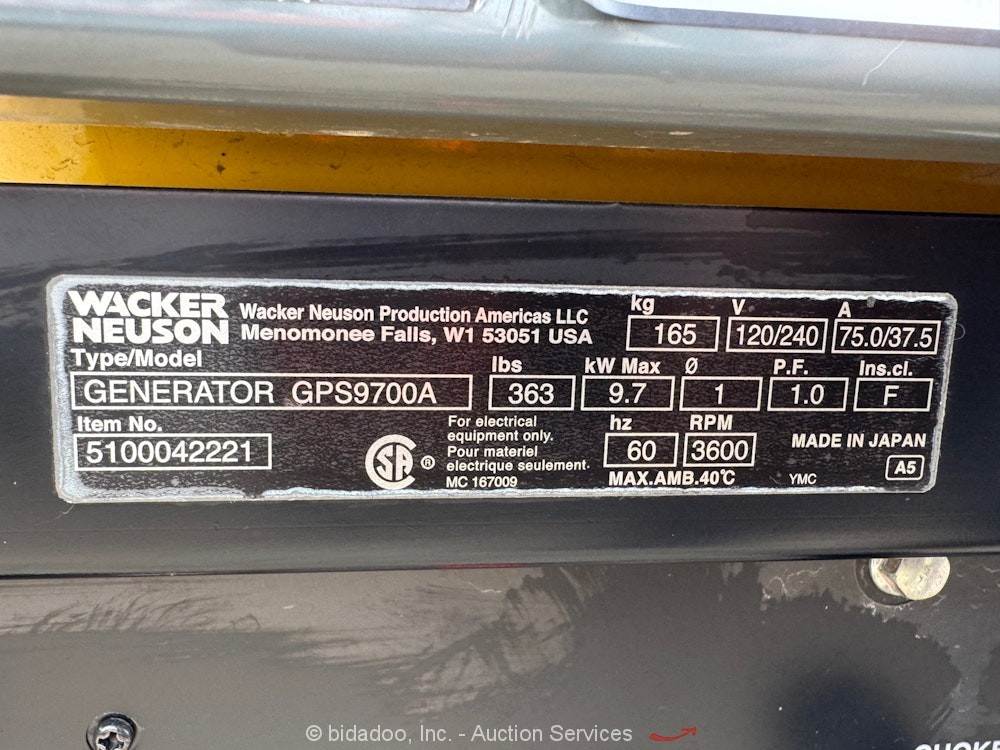 WACKER
NEUSON
Wacker Neuson Production Americas LLC
Menomonee Falls, W1 53051 USA
kg
165
V
120/240
A
75.0/37.5
Type/Model
GENERATOR GPS9700A
lbs
363
kW Max
9.7
Ø
1
P.F.
1.0
Ins.cl.
F
Item No.
5100042221
SA ®
For electrical
equipment only.
Pour materiel
electrique seulement.
MC 167009
hz
60
RPM
3600
MAX.AMB.40℃
MADE IN JAPAN
YMC
A5
© bidadoo, Inc. - Auction Services